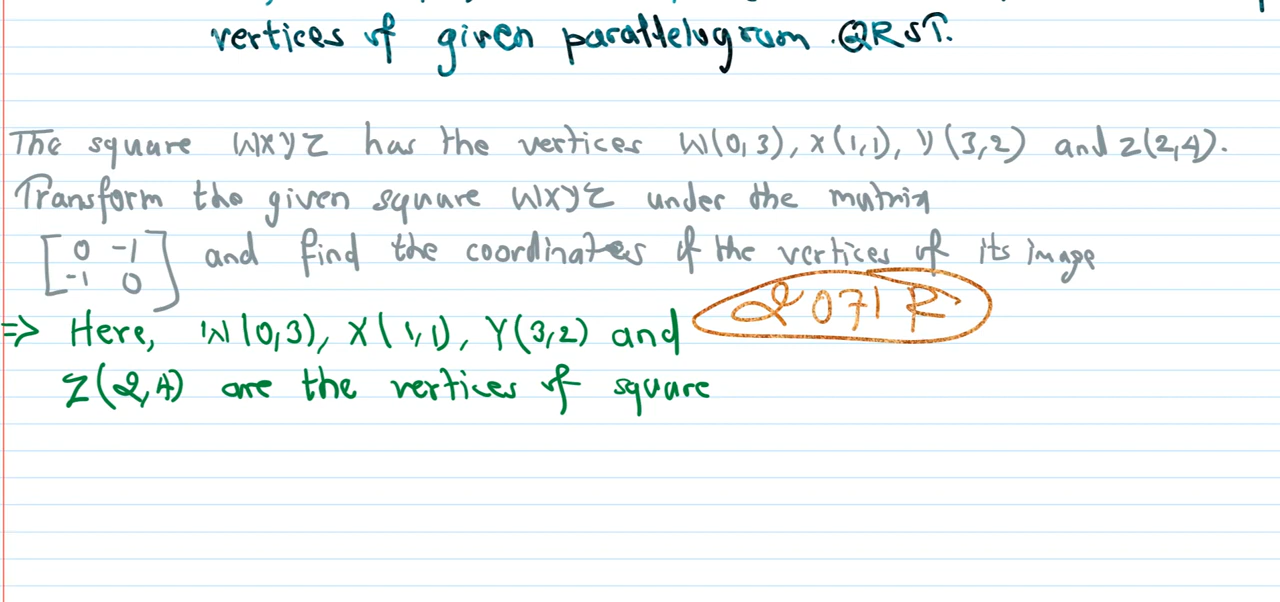 vertices of given parallelogram QRST.
The square WXYZ has the vertices W(0,3), X(1,1), Y(3,2) and Z(2,4).
Transform the given square WXYZ under the matrix
[0 -1
-1 0] and find the coordinates of the vertices of its image
2071 R
=> Here, W(0,3), X(1,1), Y(3,2) and
Z(2,4) are the vertices of square